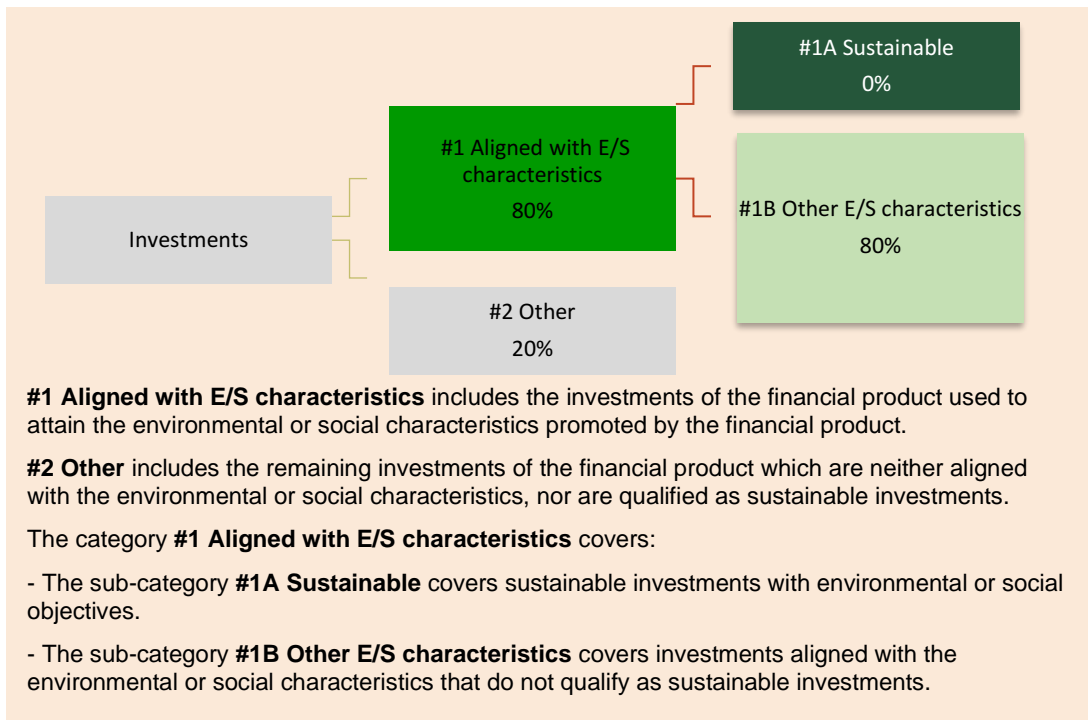 #1A Sustainable
0%
#1 Aligned with E/S
characteristics
80%
#1B Other E/S characteristics
80%
Investments
#2 Other
20%
#1 Aligned with E/S characteristics includes the investments of the financial product used to
attain the environmental or social characteristics promoted by the financial product.
#2 Other includes the remaining investments of the financial product which are neither aligned
with the environmental or social characteristics, nor are qualified as sustainable investments.
The category #1 Aligned with E/S characteristics covers:
- The sub-category #1A Sustainable covers sustainable investments with environmental or social
objectives.
- The sub-category #1B Other E/S characteristics covers investments aligned with the
environmental or social characteristics that do not qualify as sustainable investments.